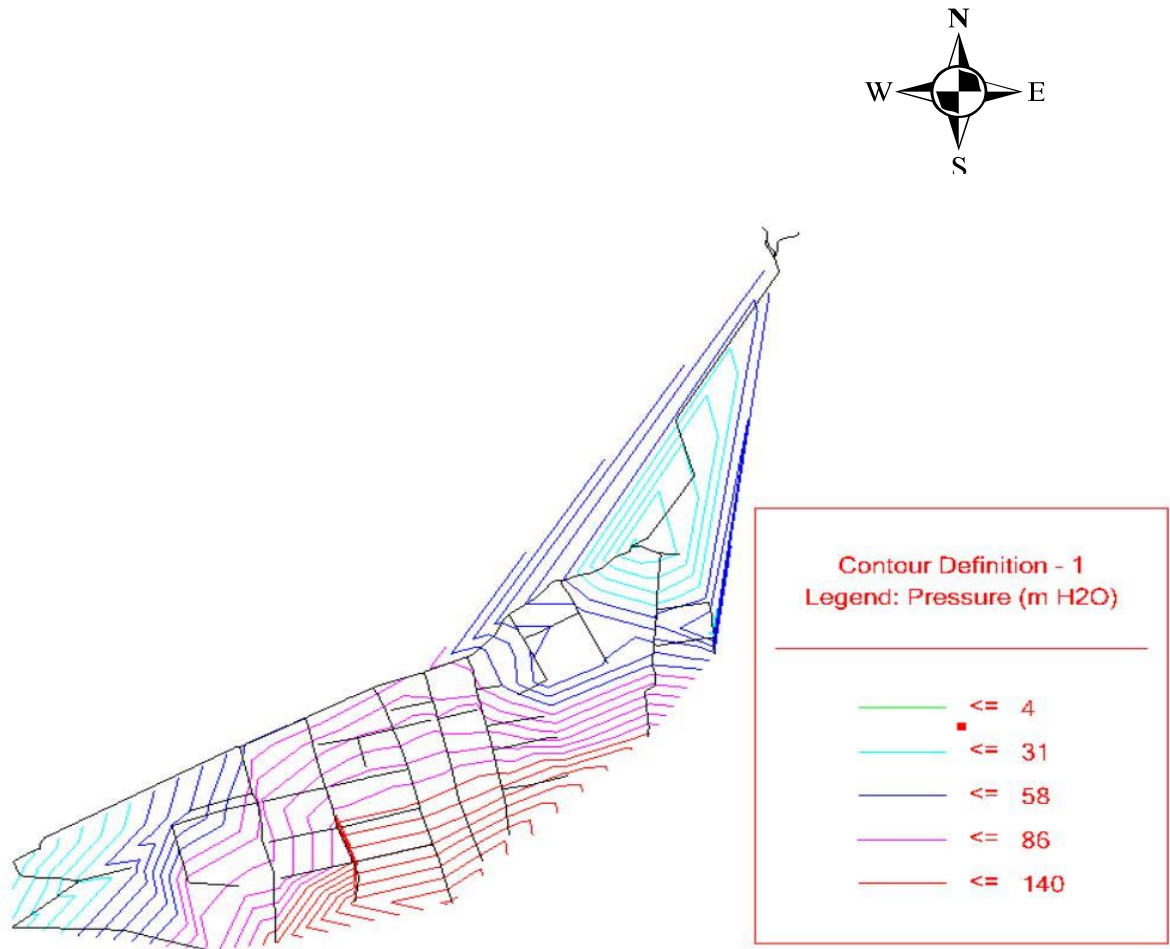 N
W E
S
Contour Definition - 1
Legend: Pressure (m H2O)
<= 4
<= 31
<= 58
<= 86
<= 140